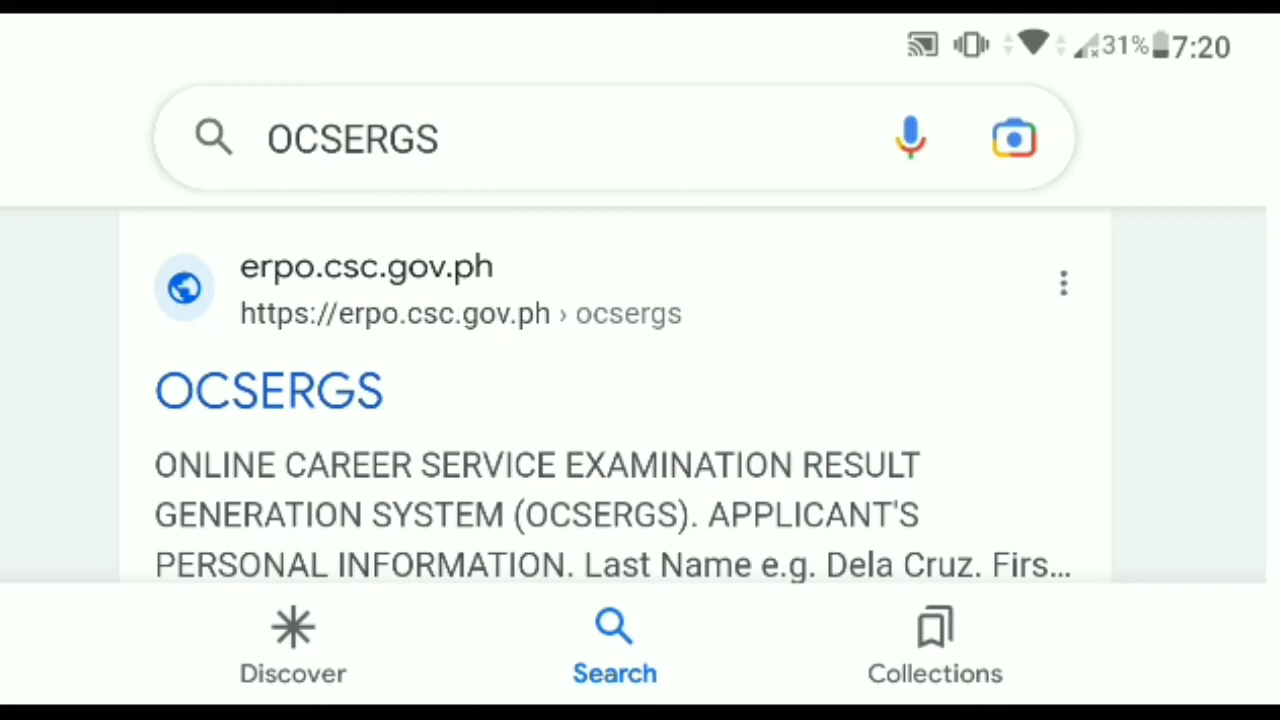 31% 7:20
OCSERGS
erpo.csc.gov.ph
https://erpo.csc.gov.ph › ocsergs
OCSERGS
ONLINE CAREER SERVICE EXAMINATION RESULT
GENERATION SYSTEM (OCSERGS). APPLICANT'S
PERSONAL INFORMATION. Last Name e.g. Dela Cruz. Firs...
Discover Search Collections